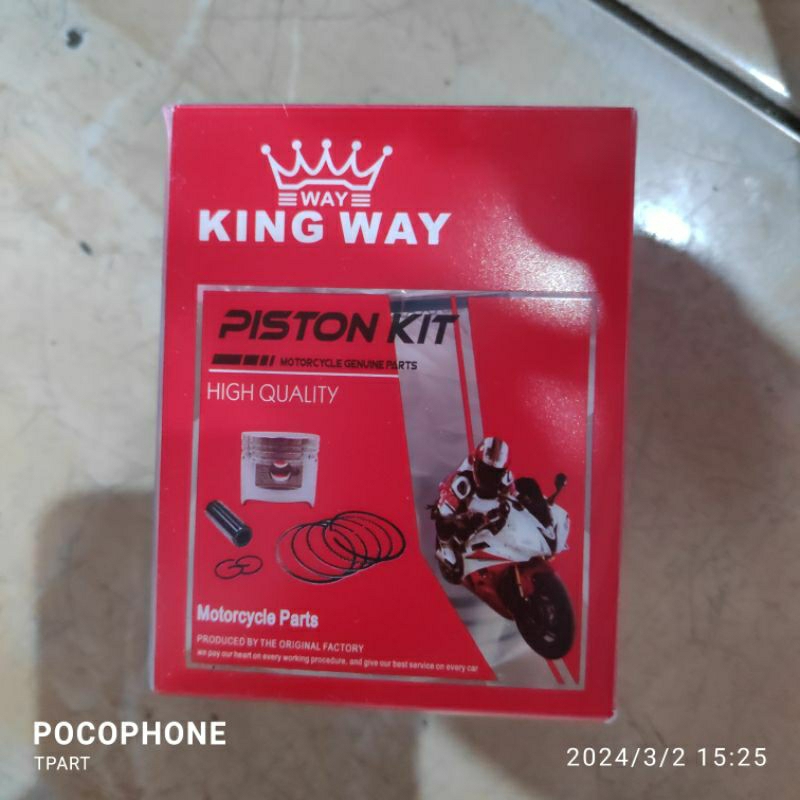 WAY
KING WAY
PISTON KIT
MOTORCYCLE GENUINE PARTS
HIGH QUALITY
Motorcycle Parts
PRODUCED BY THE ORIGINAL FACTORY
we pay our heart on every working procedure, and give our best service on every car
POCOPHONE
TPART
2024/3/2 15:25